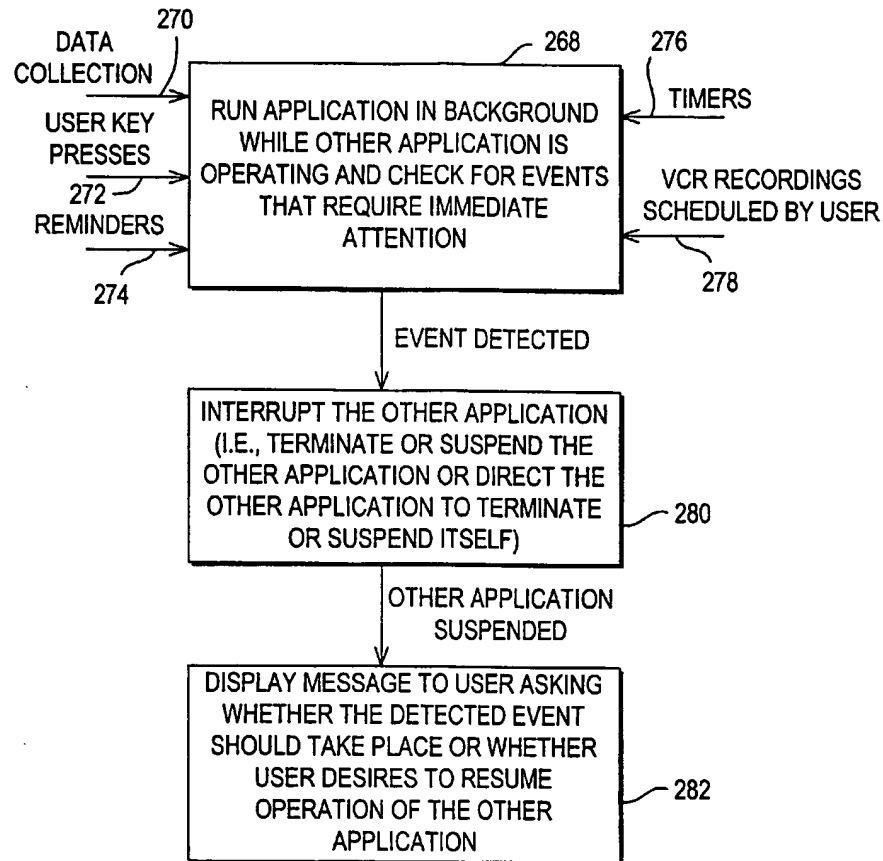 270
DATA
COLLECTION
USER KEY
PRESSES
272
REMINDERS
274
268
RUN APPLICATION IN BACKGROUND
WHILE OTHER APPLICATION IS
OPERATING AND CHECK FOR EVENTS
THAT REQUIRE IMMEDIATE
ATTENTION
276
TIMERS
VCR RECORDINGS
SCHEDULED BY USER
278
EVENT DETECTED
INTERRUPT THE OTHER APPLICATION
(I.E., TERMINATE OR SUSPEND THE
OTHER APPLICATION OR DIRECT THE
OTHER APPLICATION TO TERMINATE
OR SUSPEND ITSELF)
280
OTHER APPLICATION
SUSPENDED
DISPLAY MESSAGE TO USER ASKING
WHETHER THE DETECTED EVENT
SHOULD TAKE PLACE OR WHETHER
USER DESIRES TO RESUME
OPERATION OF THE OTHER
APPLICATION
282